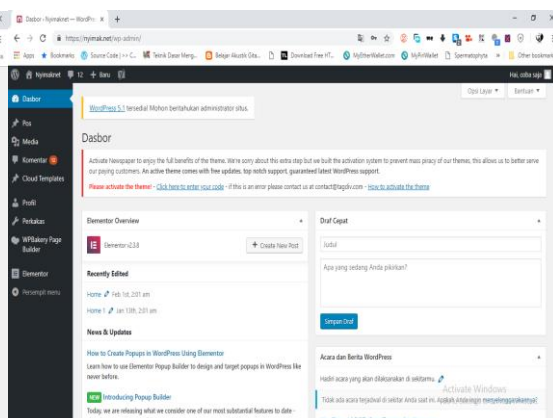 Dasbor ‹ Nyimaknet — WordPr
https://nyimak.net/wp-admin/
Apps Bookmarks Source Code | >> C... Teknik Dasar Meng... Belajar Akustik Gita... Download Free HT... MyEtherWallet.com MyRinWallet Spermatophyta Other bookmark
Nyimaknet 12 + Baru Hai, coba saja
Opsi Layar Bantuan
Dasbor
Pos
Media
Komentar
Cloud Templates
Profil
Perkakas
WPBakery Page Builder
Elementor
Persempit menu
WordPress 5.1 tersedia! Mohon beritahukan administrator situs.
Dasbor
Activate Newspaper to enjoy the full benefits of the theme. We're sorry about this extra step but we built the activation system to prevent mass piracy of our themes, this allows us to better serve
our paying customers. An active theme comes with free updates, top notch support, guaranteed latest WordPress support.
Please activate the theme! - Click here to enter your code - if this is an error please contact us at contact@tagdiv.com - How to activate the theme
Elementor Overview
Elementor v2.3.8
+ Create New Post
Recently Edited
Home Feb 1st, 2:01 am
Home 1 Jan 13th, 2:01 am
News & Updates
How to Create Popups in WordPress Using Elementor
Learn how to use Elementor Popup Builder to design and target popups in WordPress like
never before.
NEW Introducing Popup Builder
Today, we are releasing what we consider one of our most substantial features to date -
Draf Cepat
Judul
Apa yang sedang Anda pikirkan?
Simpan Draf
Acara dan Berita WordPress
Hadiri acara yang akan dilaksanakan di sekitarmu.
Activate Windows
Tidak ada acara terjadwal di sekitar Anda saat ini. Apakah Anda ingin menyelenggarakannya?